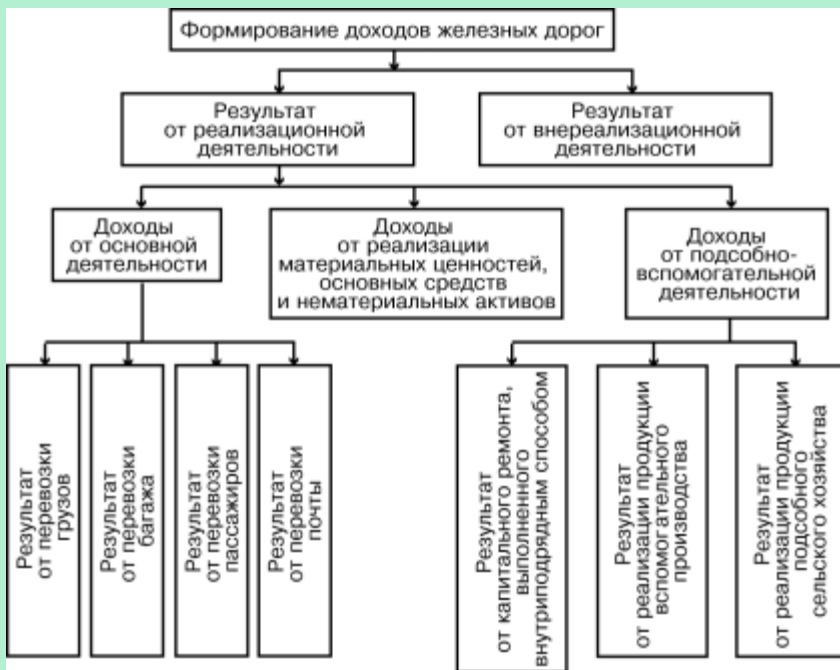 Формирование доходов железных дорог
Результат
от реализационной
деятельности
Результат
от внереализационной
деятельности
Доходы
от основной
деятельности
Доходы
от реализации
материальных ценностей,
основных средств
и нематериальных активов
Доходы
от подсобно-
вспомогательной
деятельности
Результат
от перевозки
грузов
Результат
от перевозки
багажа
Результат
от перевозки
пассажиров
Результат
от перевозки
почты
Результат
от капитального ремонта,
выполненного
внутриподрядным способом
Результат
от реализации продукции
вспомогательного
производства
Результат
от реализации продукции
подсобного
сельского хозяйства